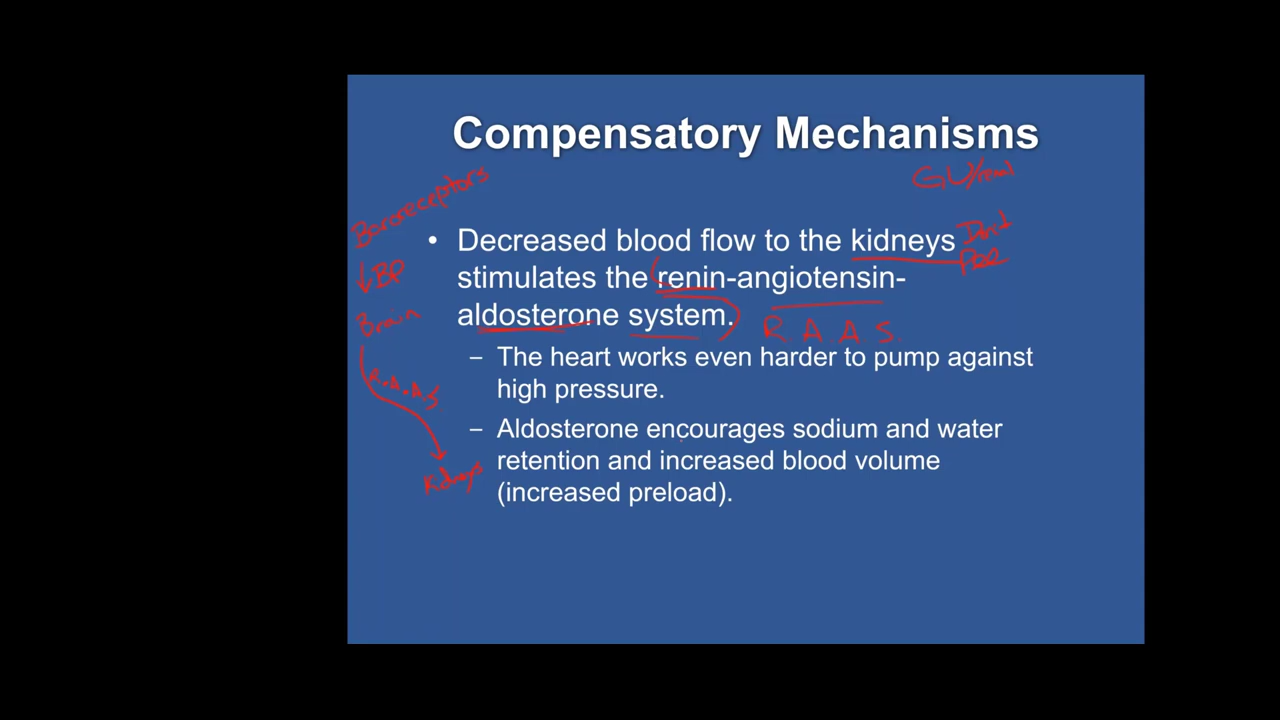 Compensatory Mechanisms
GU/renal
Baroreceptors
↓BP
Brain
R.A.A.S
Kidneys
• Decreased blood flow to the kidneys
stimulates the renin-angiotensin-
aldosterone system.
R.A.A.S.
– The heart works even harder to pump against
high pressure.
– Aldosterone encourages sodium and water
retention and increased blood volume
(increased preload).